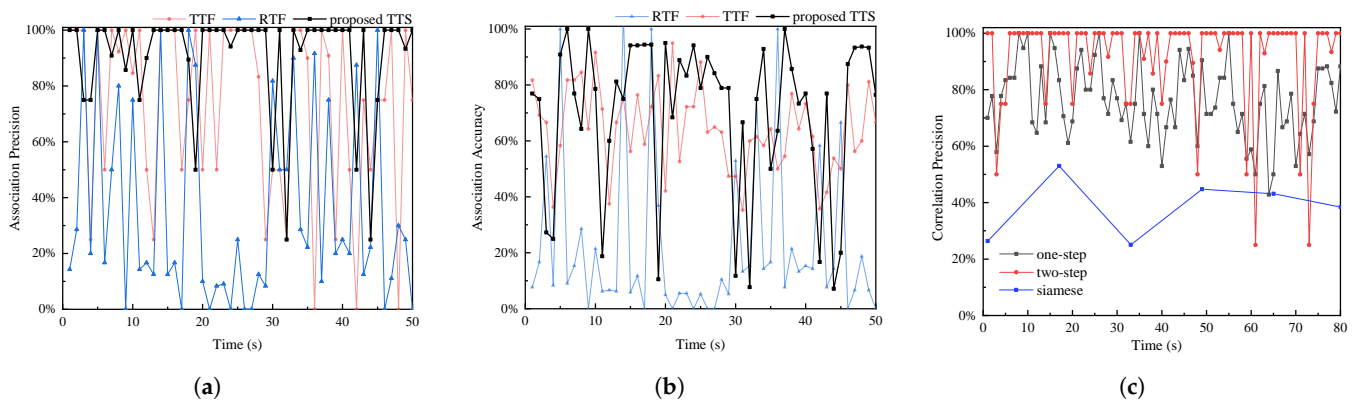 TTF RTF proposed TTS
Association Precision
100%
80%
60%
40%
20%
0%
0 10 20 30 40 50
Time (s)
(a)
RTF TTF proposed TTS
Association Accuracy
100%
80%
60%
40%
20%
0%
0 10 20 30 40 50
Time (s)
(b)
Correlation Precision
100%
80%
60%
40%
20%
0%
one-step
two-step
siamese
0 10 20 30 40 50 60 70 80
Time (s)
(c)